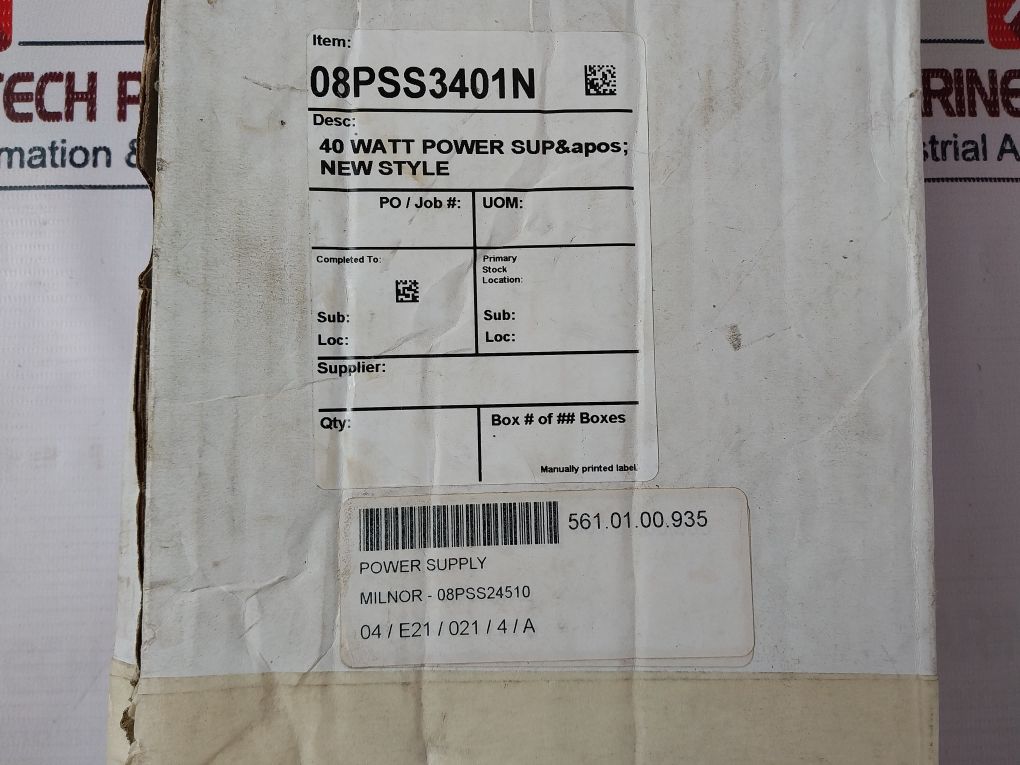 Item:
08PSS3401N
Desc:
40 WATT POWER SUP&apos;
NEW STYLE
PO / Job #:
UOM:
Completed To:
Primary
Stock
Location:
Sub:
Loc:
Sub:
Loc:
Supplier:
Qty:
Box # of ## Boxes
Manually printed label
561.01.00.935
POWER SUPPLY
MILNOR - 08PSS24510
04 / E21 / 021 / 4 / A
ECH
RINE
mation &
strial A